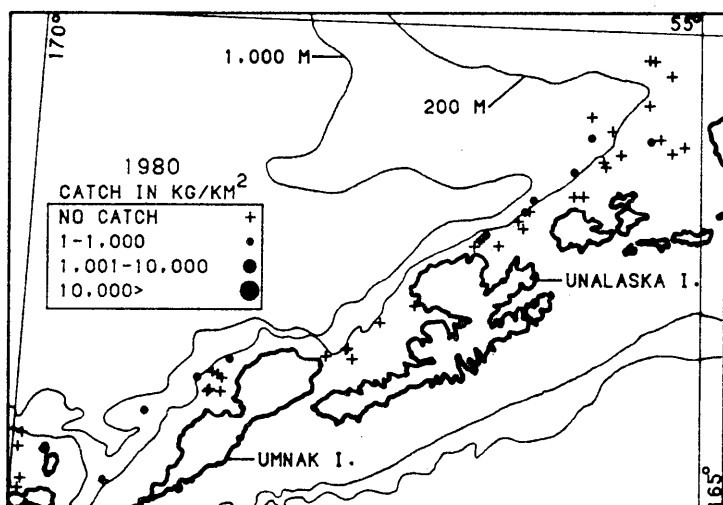 170°
55°
1,000 M
200 M
1980
CATCH IN KG/KM²
NO CATCH +
1-1,000
1,001-10,000
10,000>
UNALASKA I.
UMNAK I.
165°